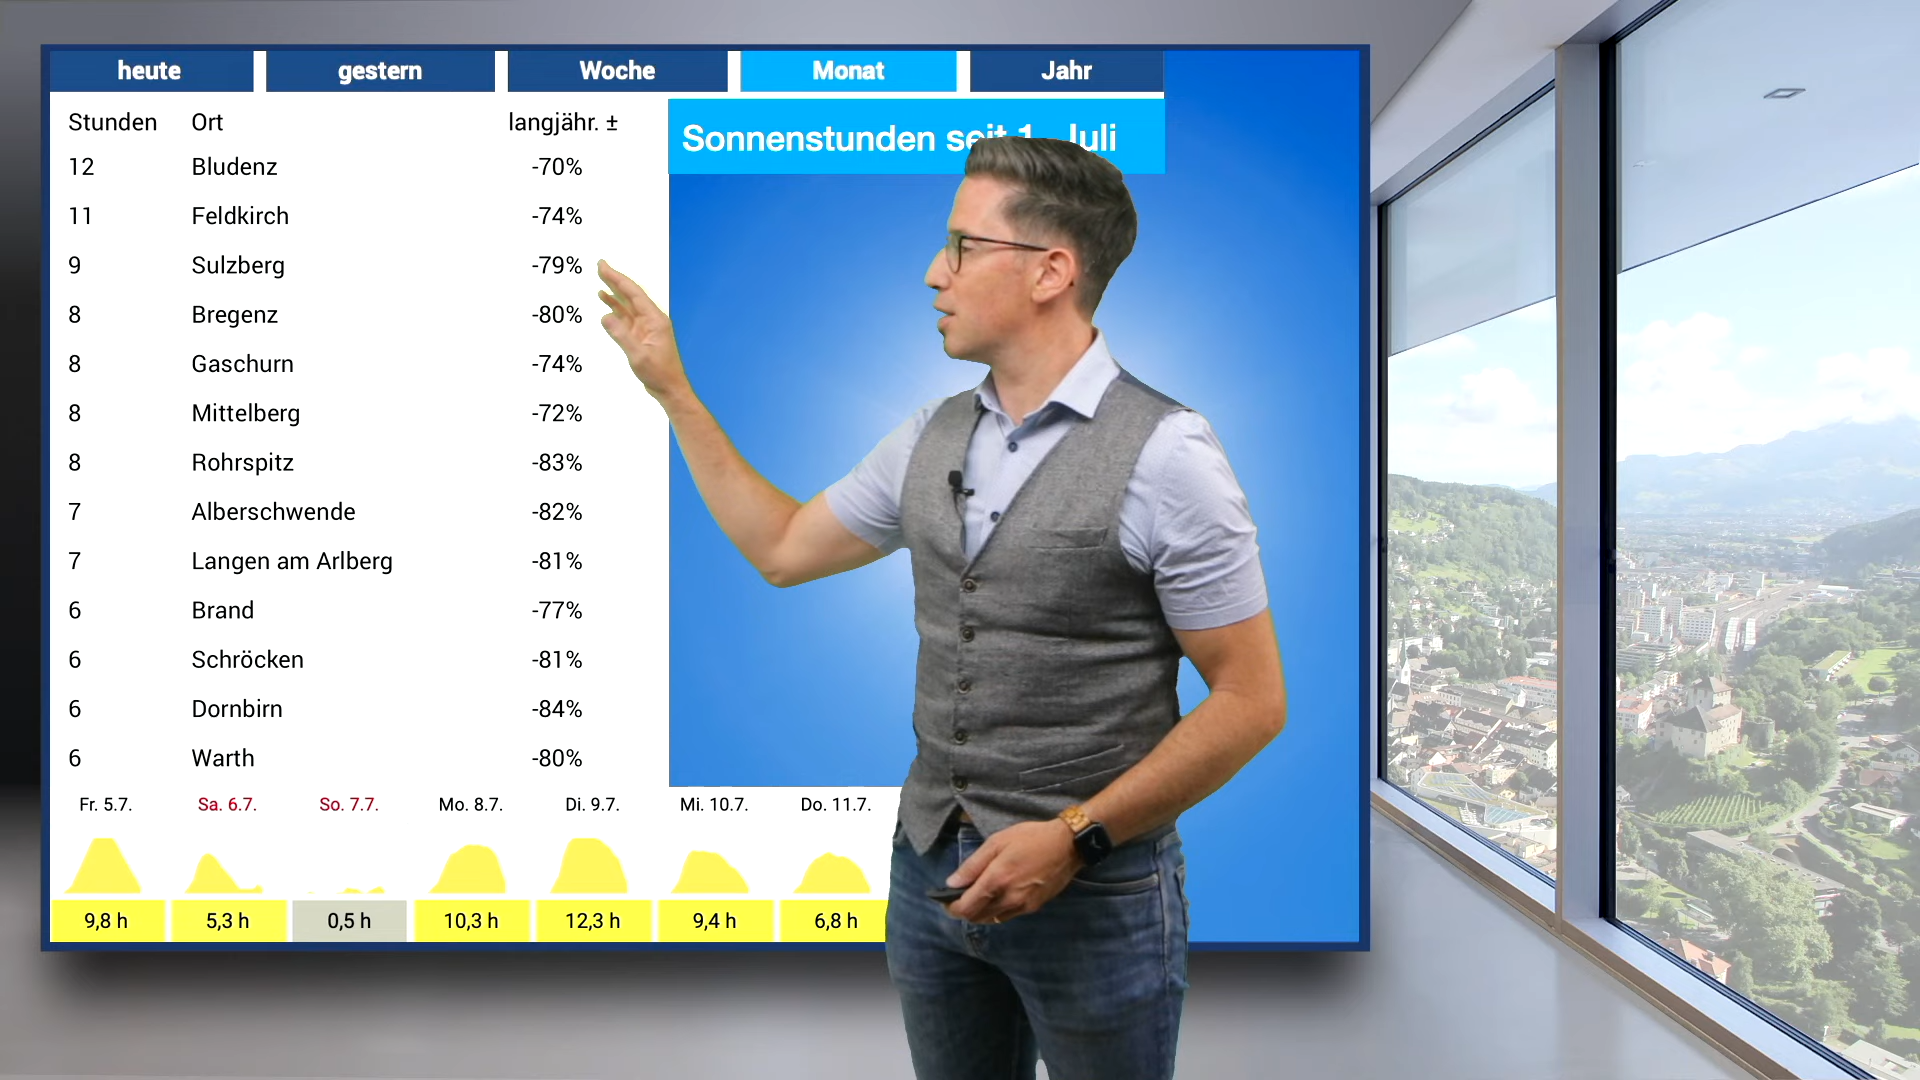 heute gestern Woche Monat Jahr
Stunden Ort langjähr. ±
Sonnenstunden seit 1. Juli
12 Bludenz -70%
11 Feldkirch -74%
9 Sulzberg -79%
8 Bregenz -80%
8 Gaschurn -74%
8 Mittelberg -72%
8 Rohrspitz -83%
7 Alberschwende -82%
7 Langen am Arlberg -81%
6 Brand -77%
6 Schröcken -81%
6 Dornbirn -84%
6 Warth -80%
Fr. 5.7. Sa. 6.7. So. 7.7. Mo. 8.7. Di. 9.7. Mi. 10.7. Do. 11.7.
9,8 h 5,3 h 0,5 h 10,3 h 12,3 h 9,4 h 6,8 h